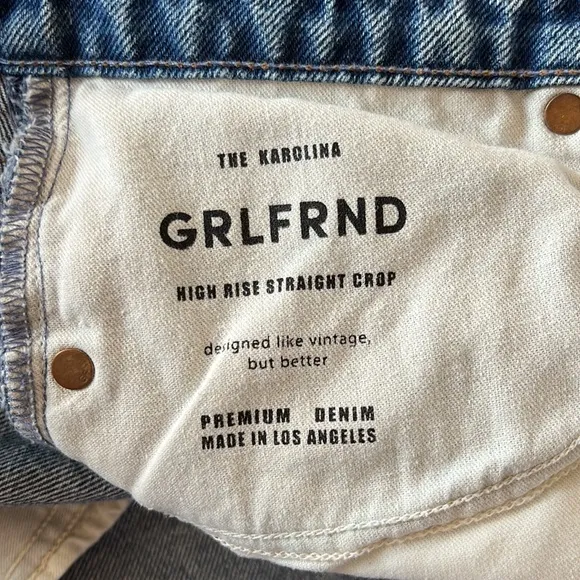 THE KAROLINA
GRLFRND
HIGH RISE STRAIGHT CROP
designed like vintage,
but better
PREMIUM DENIM
MADE IN LOS ANGELES